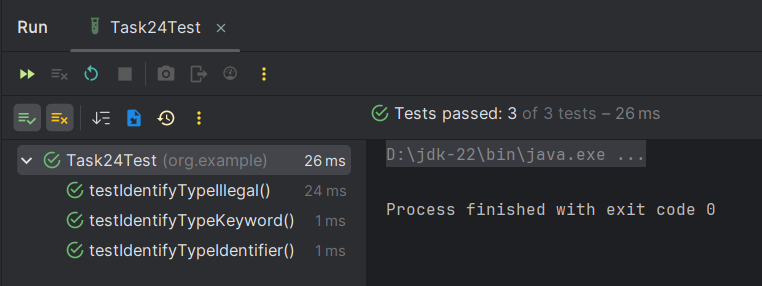 Run Task24Test
Tests passed: 3 of 3 tests – 26 ms
Task24Test (org.example) 26 ms
testIdentifyTypeIllegal() 24 ms
testIdentifyTypeKeyword() 1 ms
testIdentifyTypeIdentifier() 1 ms
D:\jdk-22\bin\java.exe ...
Process finished with exit code 0